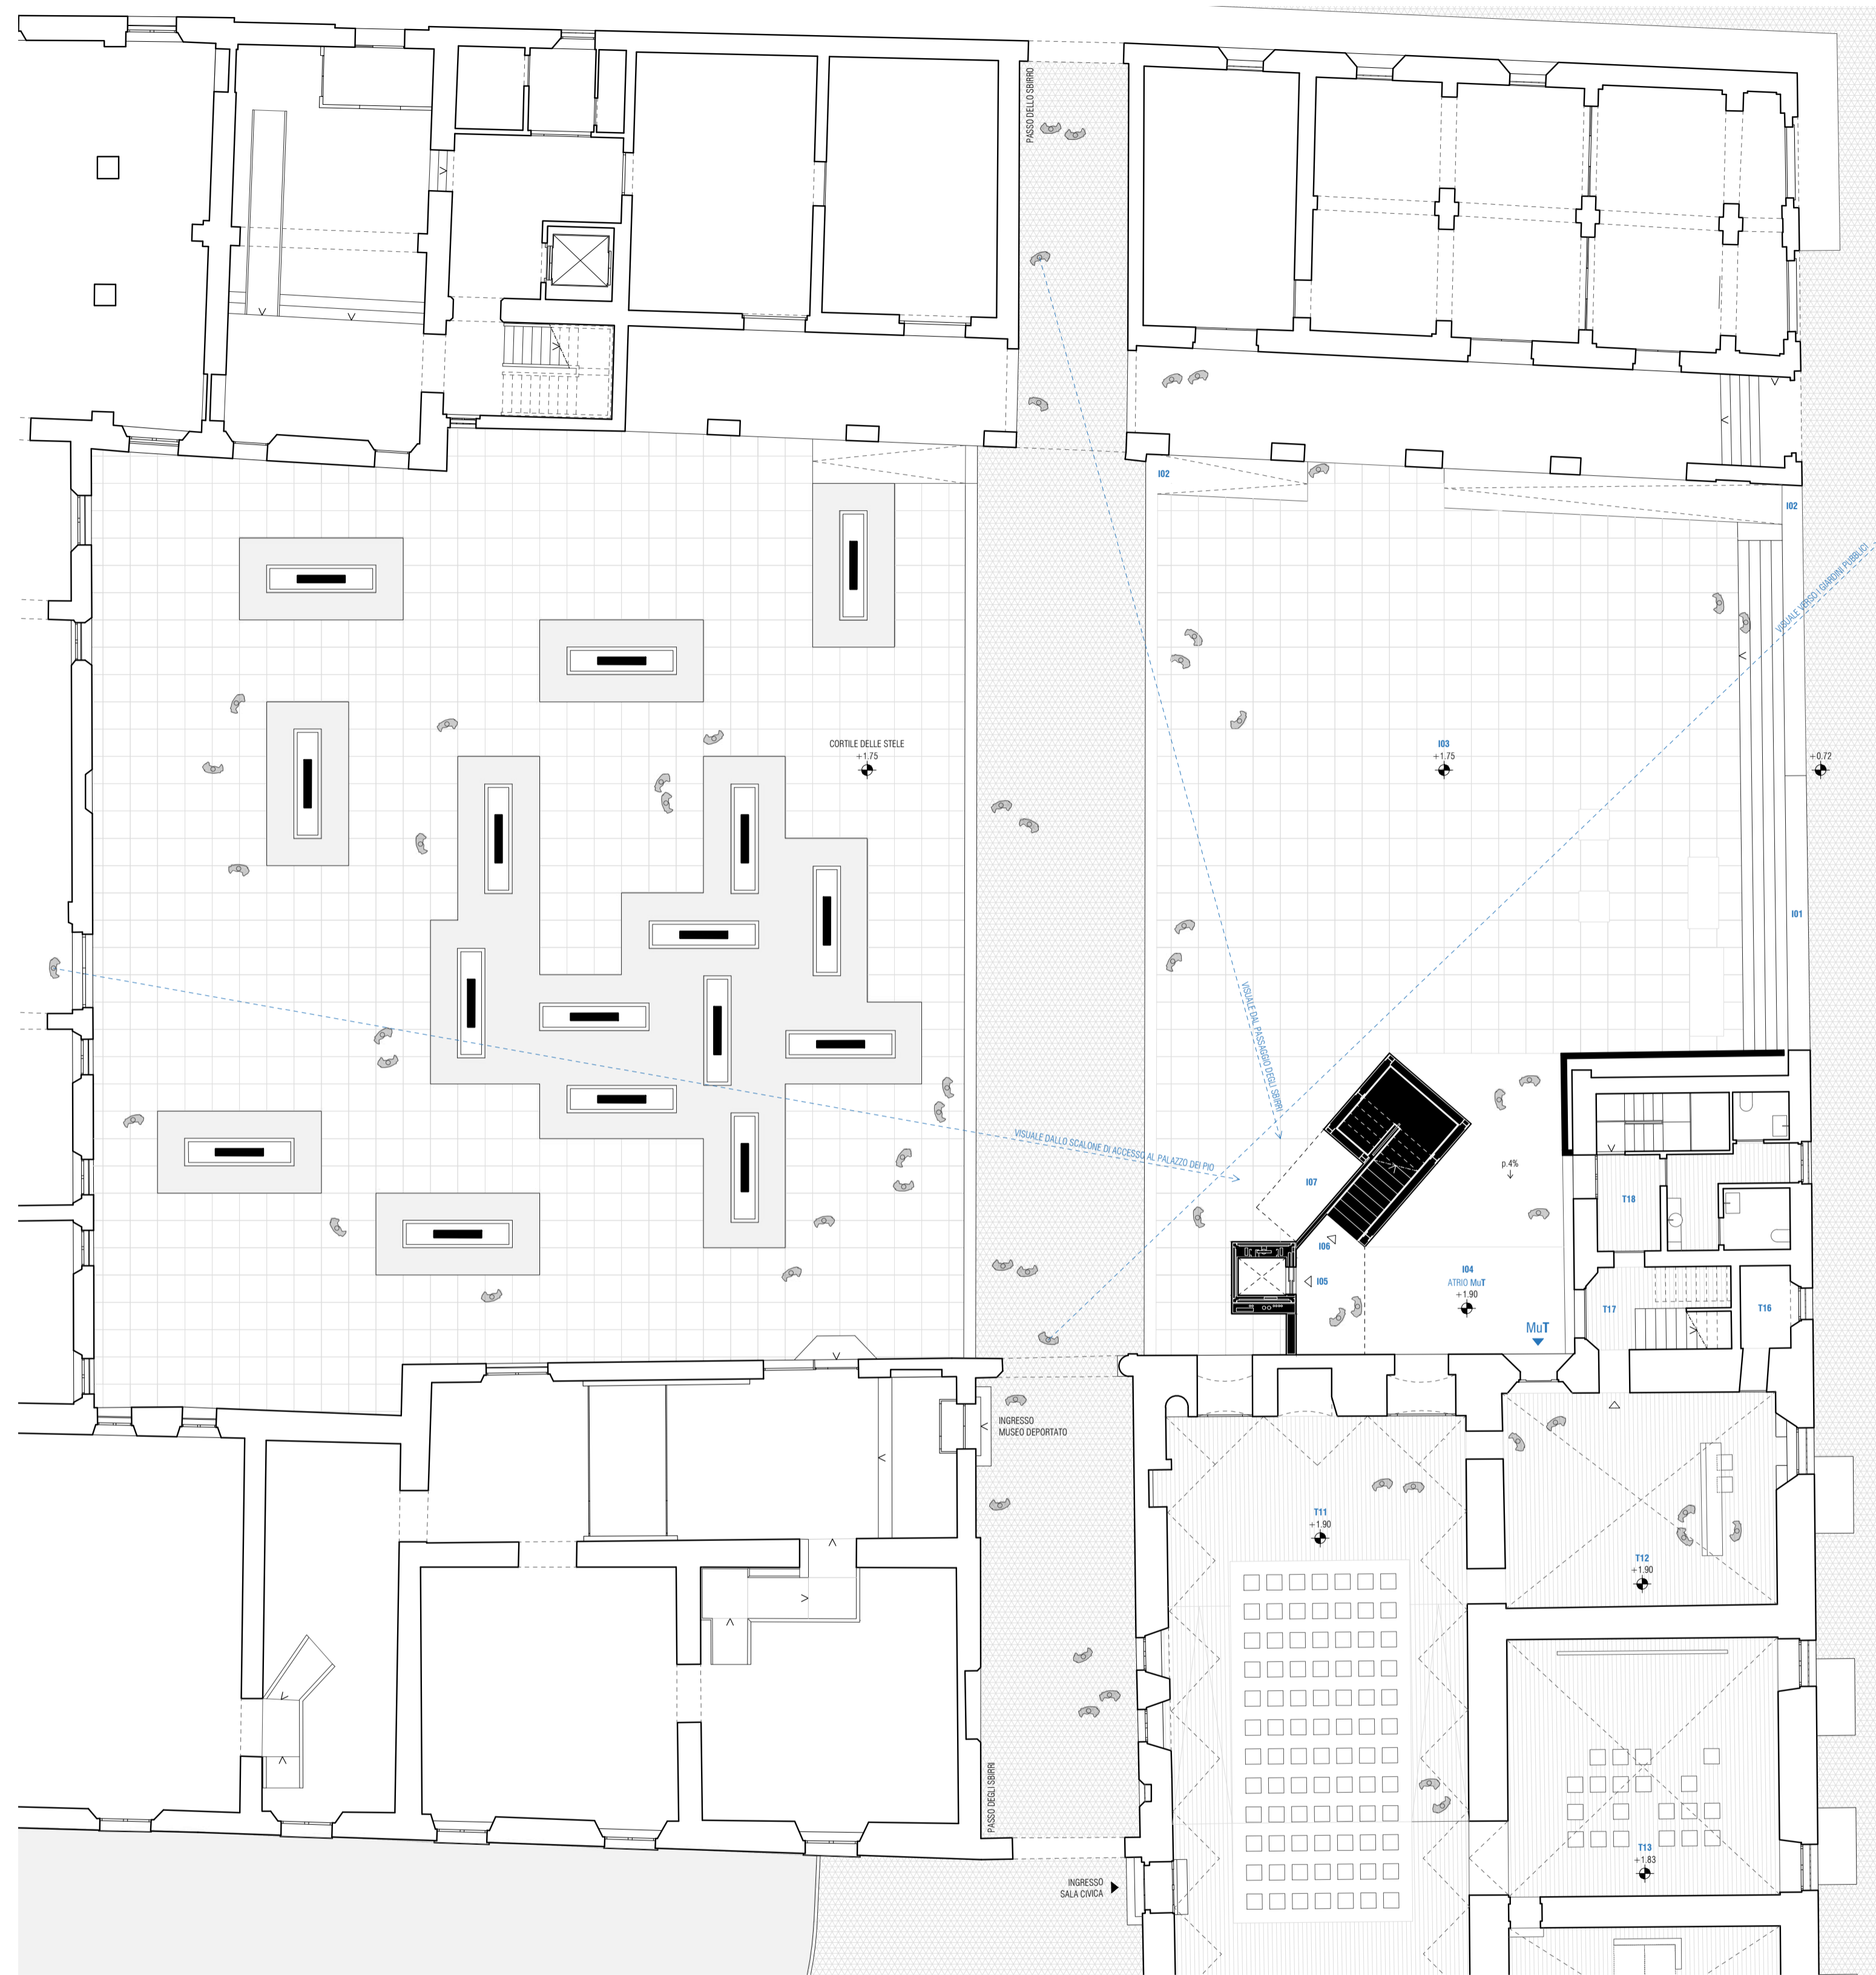 PASSO DELLO SBIRRO
I02
I02
VISUALE VERSO I GIARDINI PUBBLICI
CORTILE DELLE STELE
+1.75
I03
+1.75
+0.72
I01
VISUALE DAL PASSAGGIO DEGLI SBIRRI
VISUALE DALLO SCALONE DI ACCESSO AL PALAZZO DEI PIO
p.4%
I07
T18
I06
I05
I04
ATRIO MuT
+1.90
T17
T16
MuT
INGRESSO
MUSEO DEPORTATO
T11
+1.90
T12
+1.90
PASSO DEGLI SBIRRI
T13
+1.83
INGRESSO
SALA CIVICA